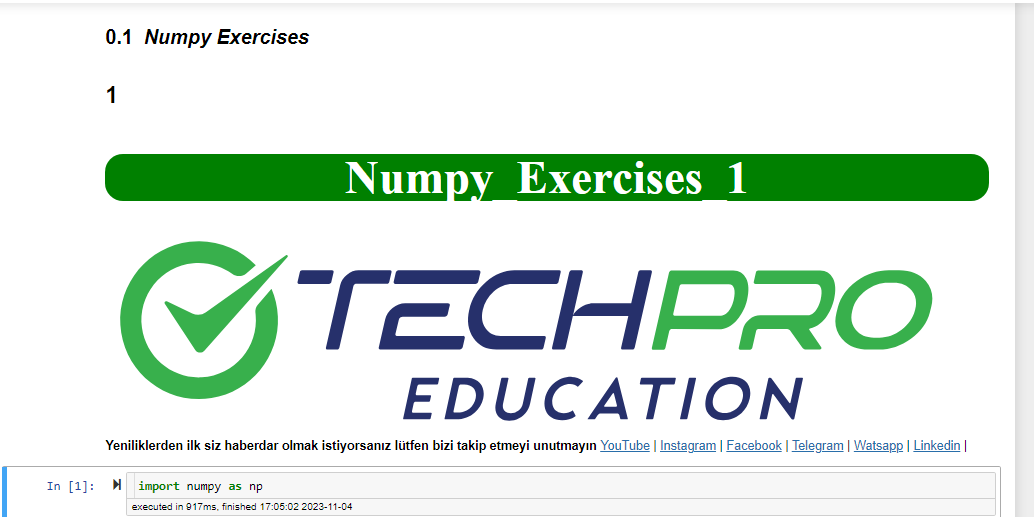 0.1 Numpy Exercises
1
Numpy_Exercises_1
TECHPRO
EDUCATION
Yeniliklerden ilk siz haberdar olmak istiyorsanız lütfen bizi takip etmeyi unutmayın YouTube | Instagram | Facebook | Telegram | Watsapp | Linkedin |
In [1]: import numpy as np
executed in 917ms, finished 17:05:02 2023-11-04